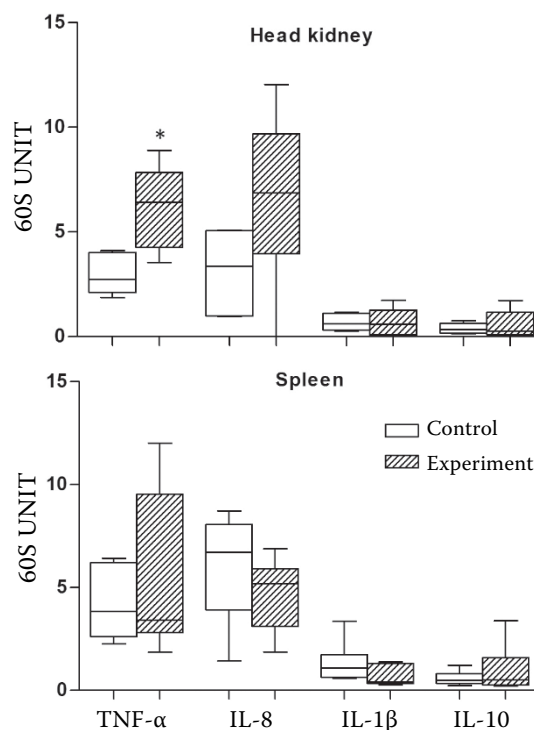 Head kidney
15
10
5
0
60S UNIT
*
Spleen
15
10
5
0
60S UNIT
Control
Experiment
TNF-α IL-8 IL-1β IL-10